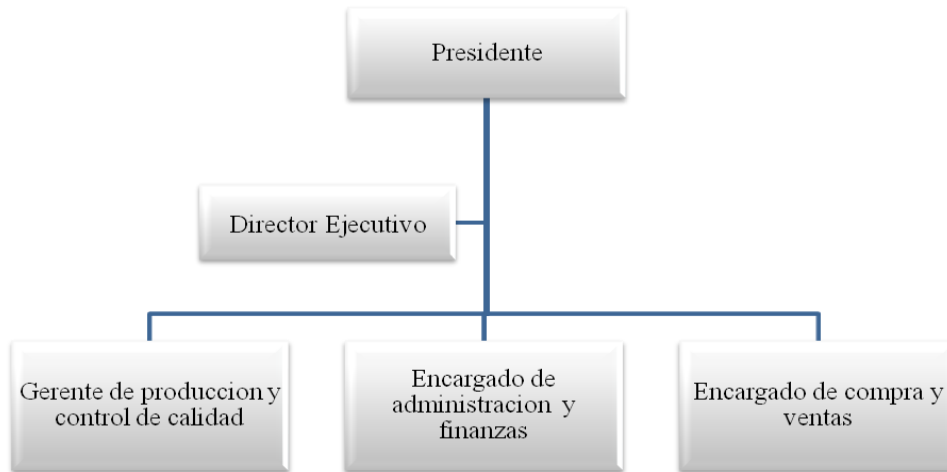 Presidente
Director Ejecutivo
Gerente de produccion y
control de calidad
Encargado de
administracion y
finanzas
Encargado de compra y
ventas